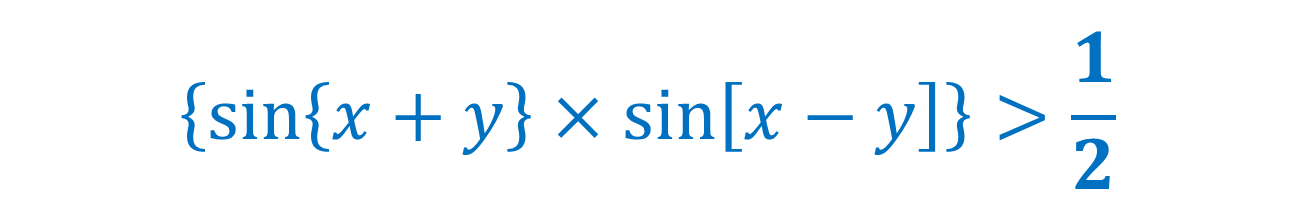 {sin{x + y} × sin[x − y]} > 1/2